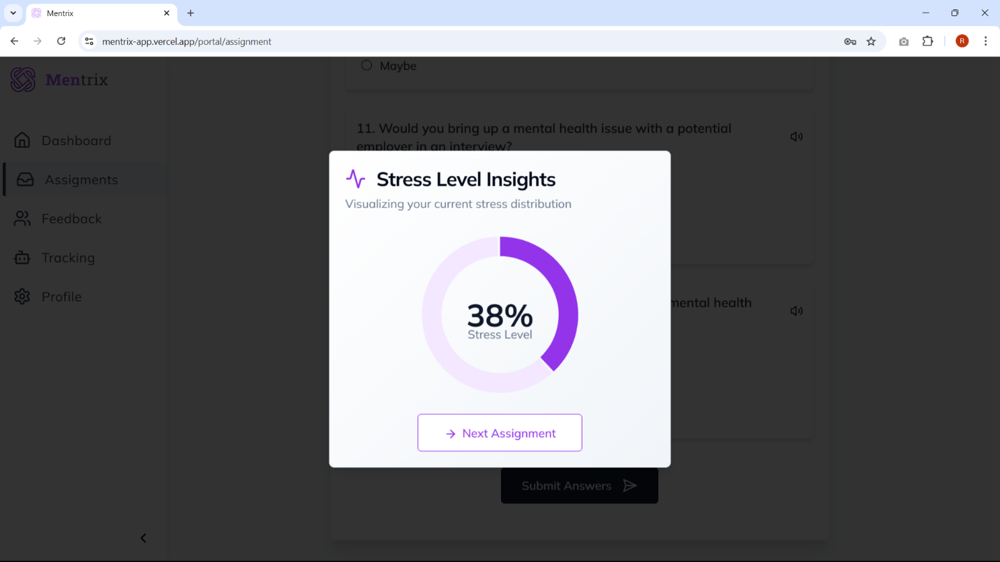 Mentrix
mentrix-app.vercel.app/portal/assignment
R
Mentrix
Dashboard
Assigments
Feedback
Tracking
Profile
Maybe
11. Would you bring up a mental health issue with a potential
employer in an interview?
Stress Level Insights
Visualizing your current stress distribution
38%
Stress Level
mental health
Next Assignment
Submit Answers